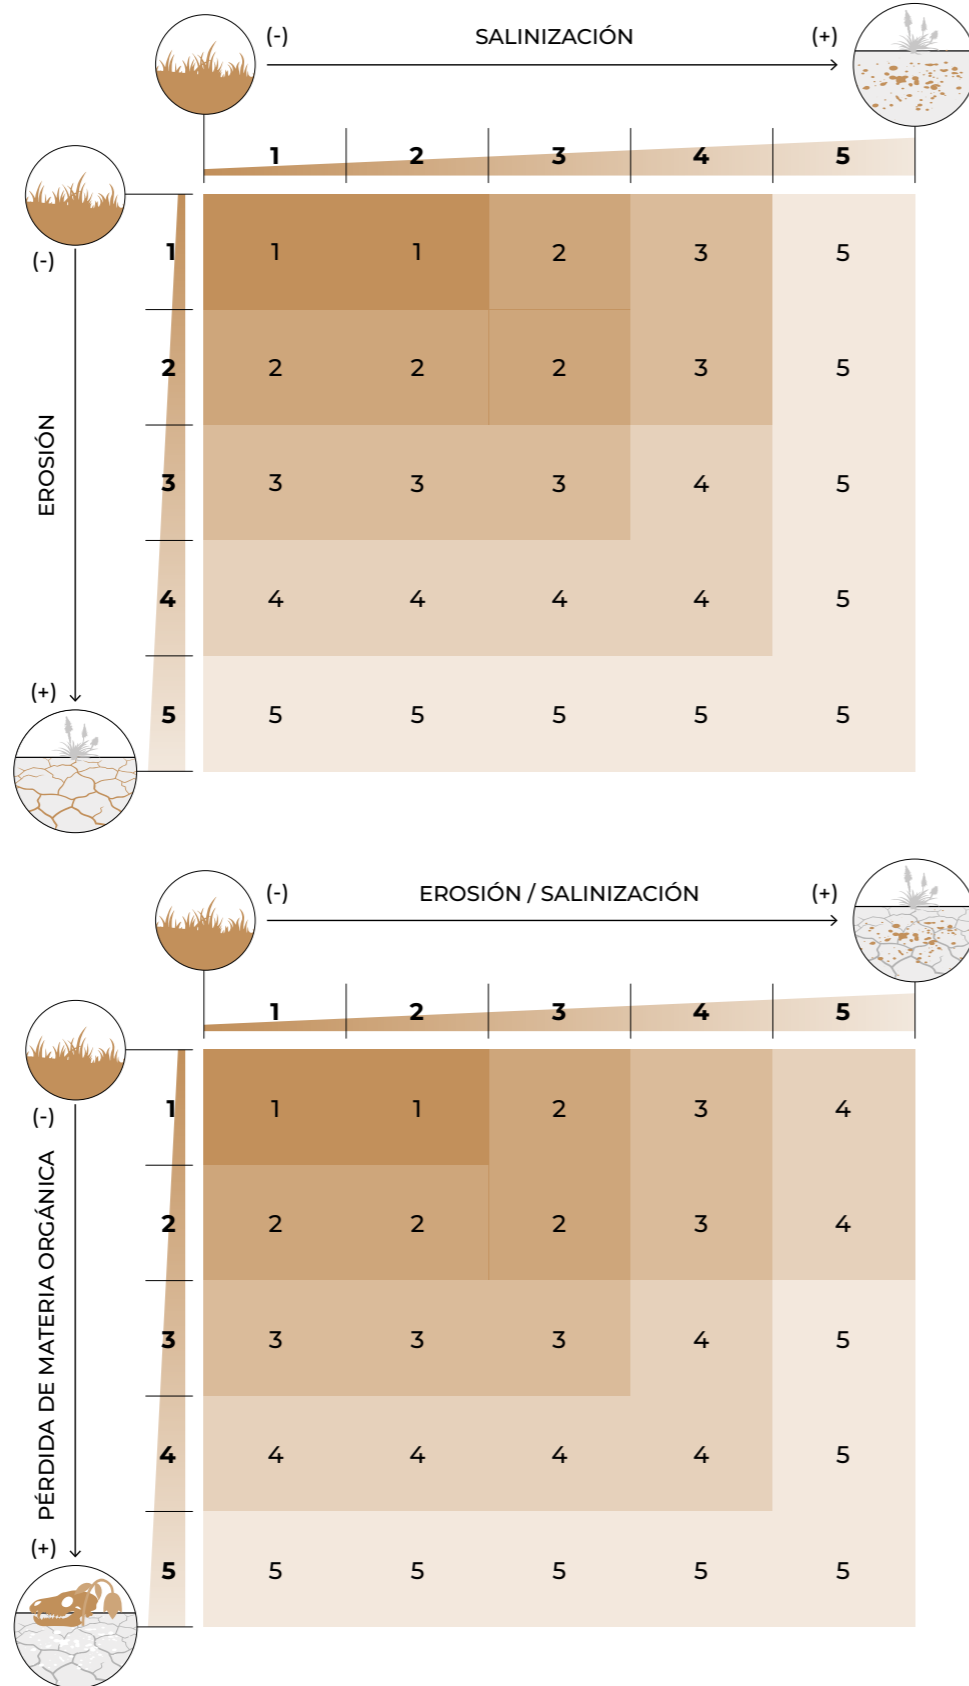 (-) SALINIZACIÓN (+)
1 2 3 4 5
(-)
EROSIÓN
(+)
1 1 1 2 3 5
2 2 2 2 3 5
3 3 3 3 4 5
4 4 4 4 4 5
5 5 5 5 5 5
(-) EROSIÓN / SALINIZACIÓN (+)
1 2 3 4 5
(-)
PÉRDIDA DE MATERIA ORGÁNICA
(+)
1 1 1 2 3 4
2 2 2 2 3 4
3 3 3 3 4 5
4 4 4 4 4 5
5 5 5 5 5 5